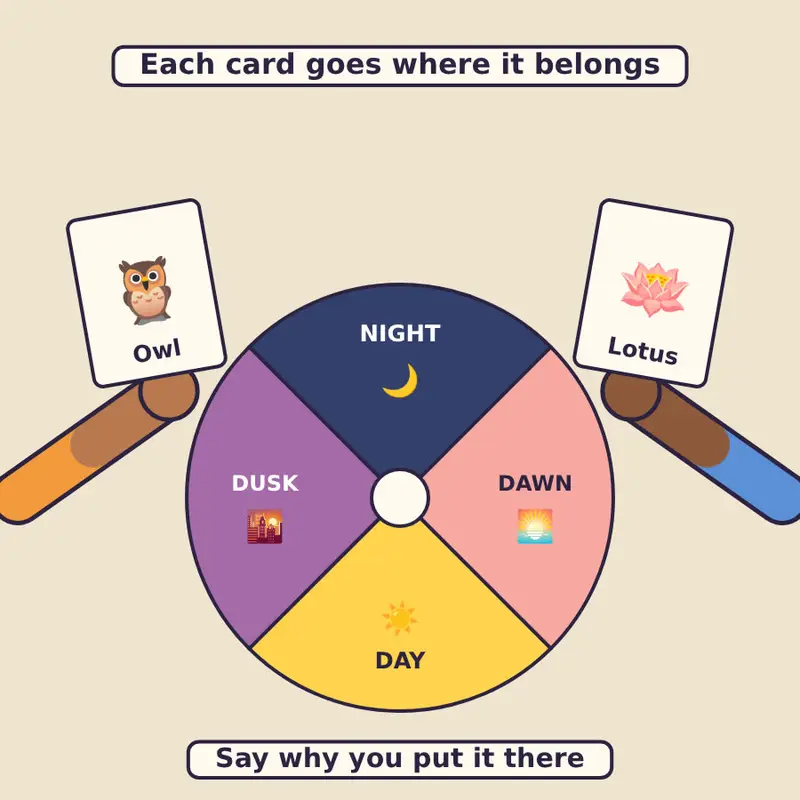 Each card goes where it belongs
Owl
Lotus
NIGHT
DUSK
DAWN
DAY
Say why you put it there